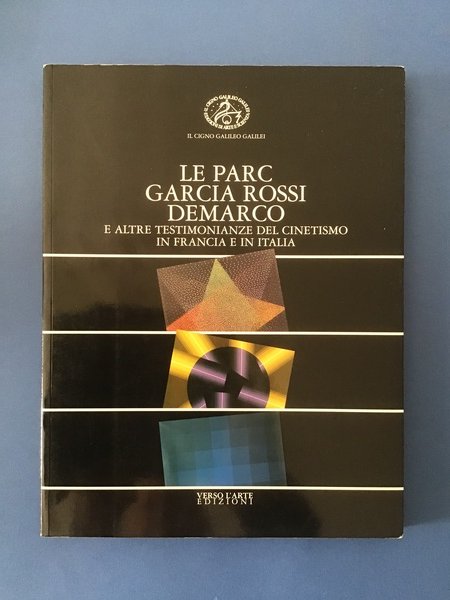 IL CIGNO GALILEO GALILEI
LE PARC
GARCIA ROSSI
DEMARCO
E ALTRE TESTIMONIANZE DEL CINETISMO
IN FRANCIA E IN ITALIA
VERSO L'ARTE
EDIZIONI